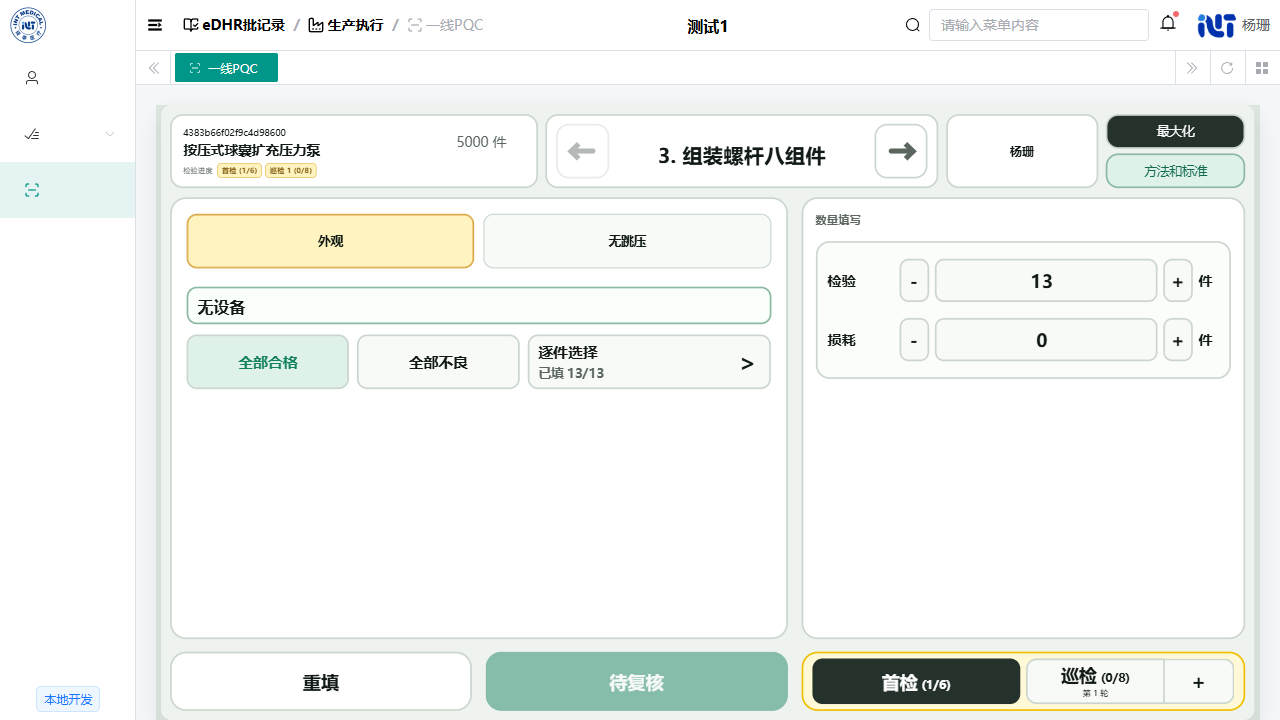 eDHR批记录 / 生产执行 / 一线PQC
测试1
请输入菜单内容
iNT 杨珊
一线PQC
4383b66f02f9c4d98600
按压式球囊扩充压力泵
5000 件
检验进度 首检 (1/6) 巡检 1 (0/8)
3. 组装螺杆八组件
杨珊
最大化
方法和标准
外观
无跳压
无设备
全部合格
全部不良
逐件选择
已填 13/13
>
数量填写
检验 - 13 + 件
损耗 - 0 + 件
重填
待复核
首检 (1/6)
巡检 (0/8)
第 1 轮
+
本地开发